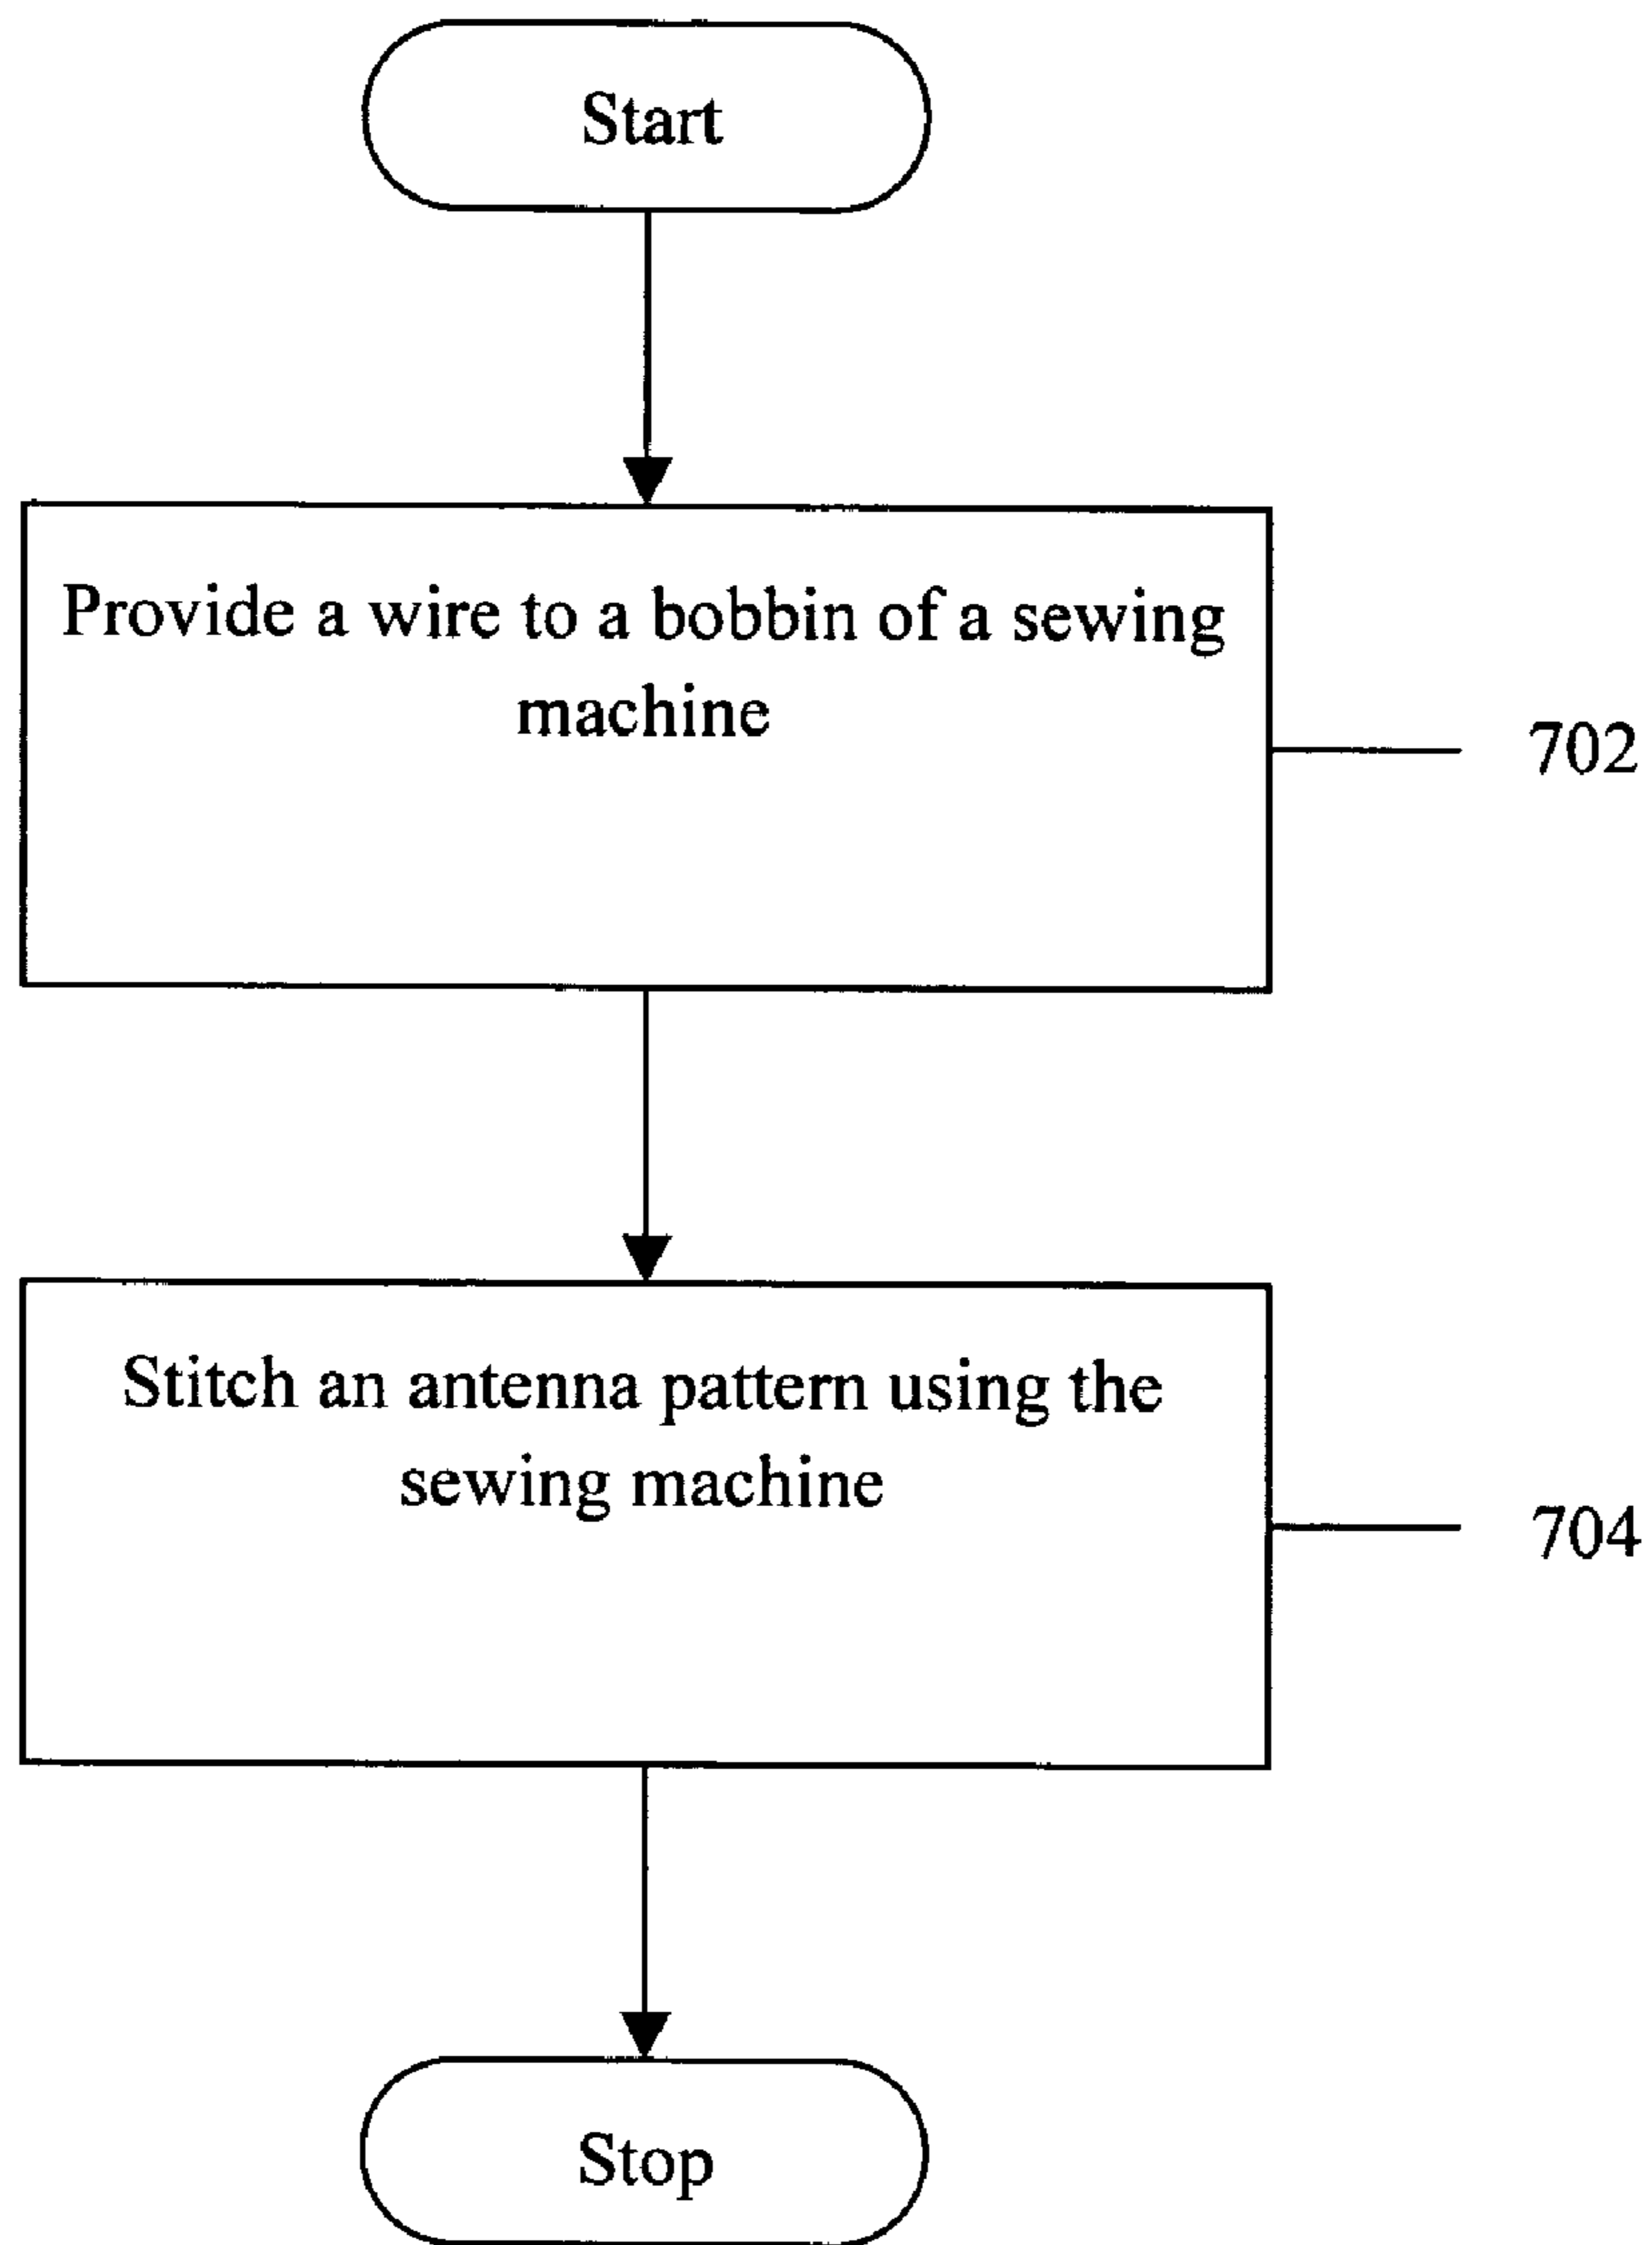 Start
Provide a wire to a bobbin of a sewing
machine
702
Stitch an antenna pattern using the
sewing machine
704
Stop